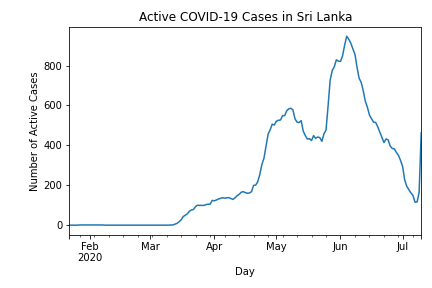 Active COVID-19 Cases in Sri Lanka
Number of Active Cases
800
600
400
200
0
Feb Mar Apr May Jun Jul
2020
Day